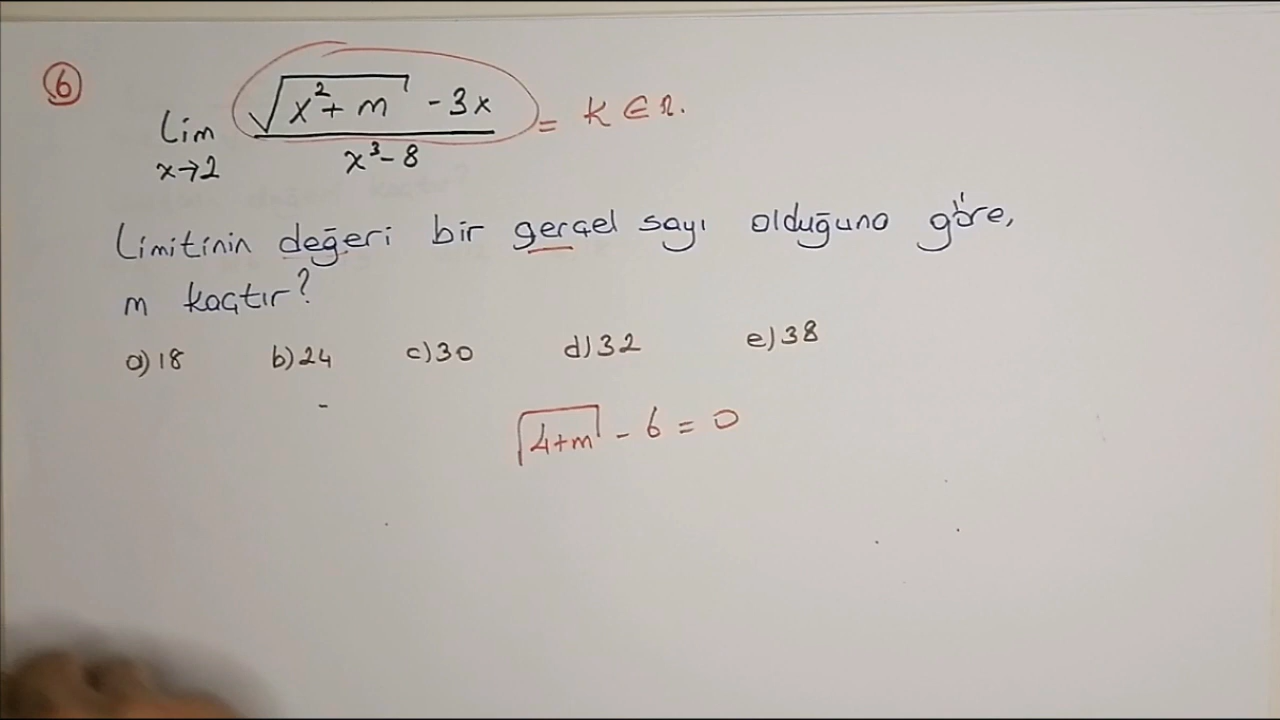 6
lim x→2 (√(x²+m) - 3x)/(x³-8) = k ∈ R.
Limitinin değeri bir gerçel sayı olduğuna göre,
m kaçtır?
a) 18 b) 24 c) 30 d) 32 e) 38
√(4+m) - 6 = 0